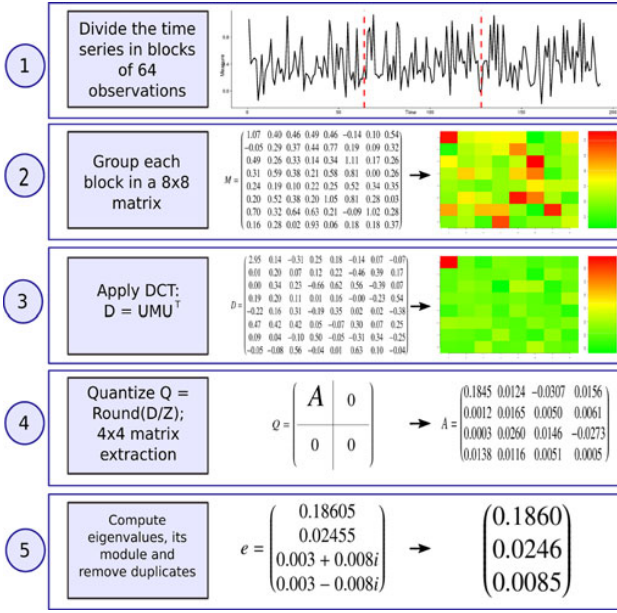 1
Divide the time
series in blocks
of 64
observations
Measure
0
50
Time
100
150
200
2
Group each
block in a 8x8
matrix
M =
1.07 0.40 0.46 0.49 0.46 −0.14 0.10 0.54
−0.05 0.29 0.37 0.44 0.77 0.19 0.09 0.32
0.49 0.26 0.33 0.14 0.34 1.11 0.17 0.26
0.31 0.59 0.38 0.21 0.58 0.81 0.00 0.26
0.24 0.19 0.10 0.22 0.25 0.52 0.34 0.35
0.20 0.52 0.38 0.20 1.05 0.81 0.28 0.03
0.70 0.32 0.64 0.63 0.21 −0.09 1.02 0.28
0.16 0.28 0.02 0.93 0.06 0.18 0.18 0.37
3
Apply DCT:
D = UMU⊤
D =
2.95 0.14 −0.31 0.25 0.18 −0.14 0.07 −0.07
0.01 0.20 0.07 0.12 0.22 −0.46 0.39 0.17
0.00 0.34 0.23 −0.66 0.62 0.56 −0.39 0.07
0.19 0.20 0.11 0.01 0.16 −0.00 −0.23 0.54
−0.22 0.16 0.31 −0.19 0.35 0.02 0.02 −0.38
0.47 0.42 0.42 0.05 −0.07 0.30 0.07 0.25
0.09 0.04 −0.10 0.50 −0.05 −0.31 0.34 −0.25
−0.05 −0.08 0.56 −0.04 0.01 0.63 0.10 −0.04
4
Quantize Q =
Round(D/Z);
4x4 matrix
extraction
Q =
A 0
0 0
A =
0.1845 0.0124 −0.0307 0.0156
0.0012 0.0165 0.0050 0.0061
0.0003 0.0260 0.0146 −0.0273
0.0138 0.0116 0.0051 0.0005
5
Compute
eigenvalues, its
module and
remove duplicates
e =
0.18605
0.02455
0.003 + 0.008i
0.003 − 0.008i
0.1860
0.0246
0.0085